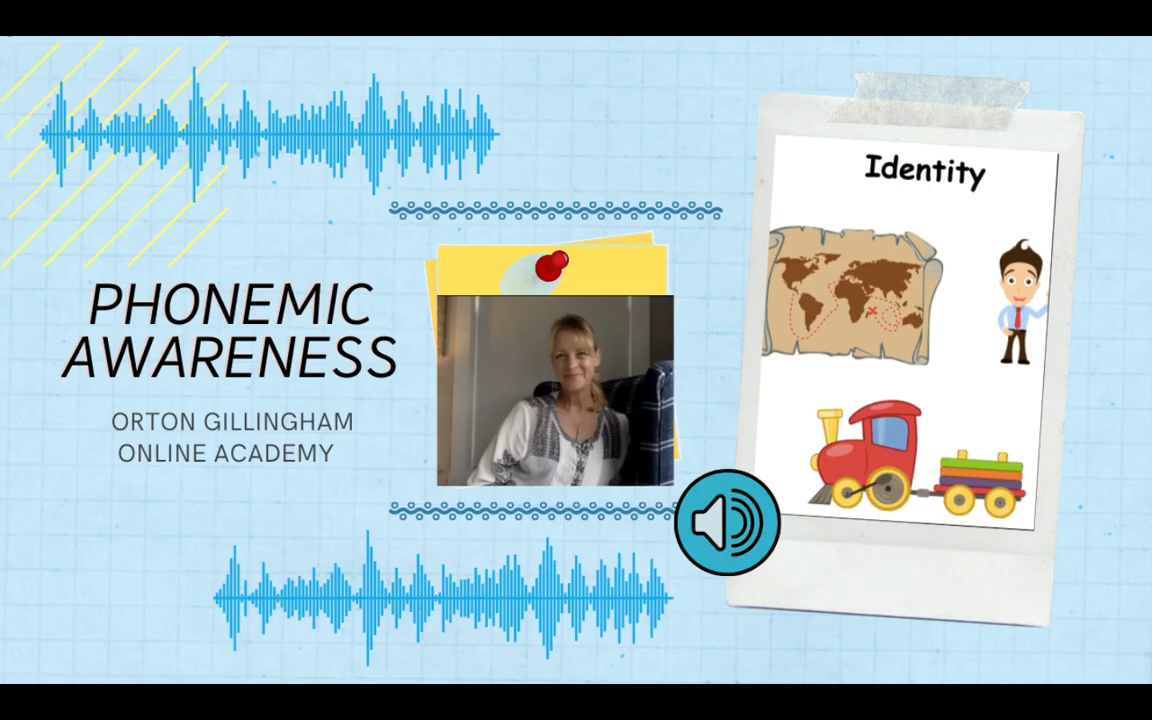 PHONEMIC
AWARENESS
ORTON GILLINGHAM
ONLINE ACADEMY
Identity